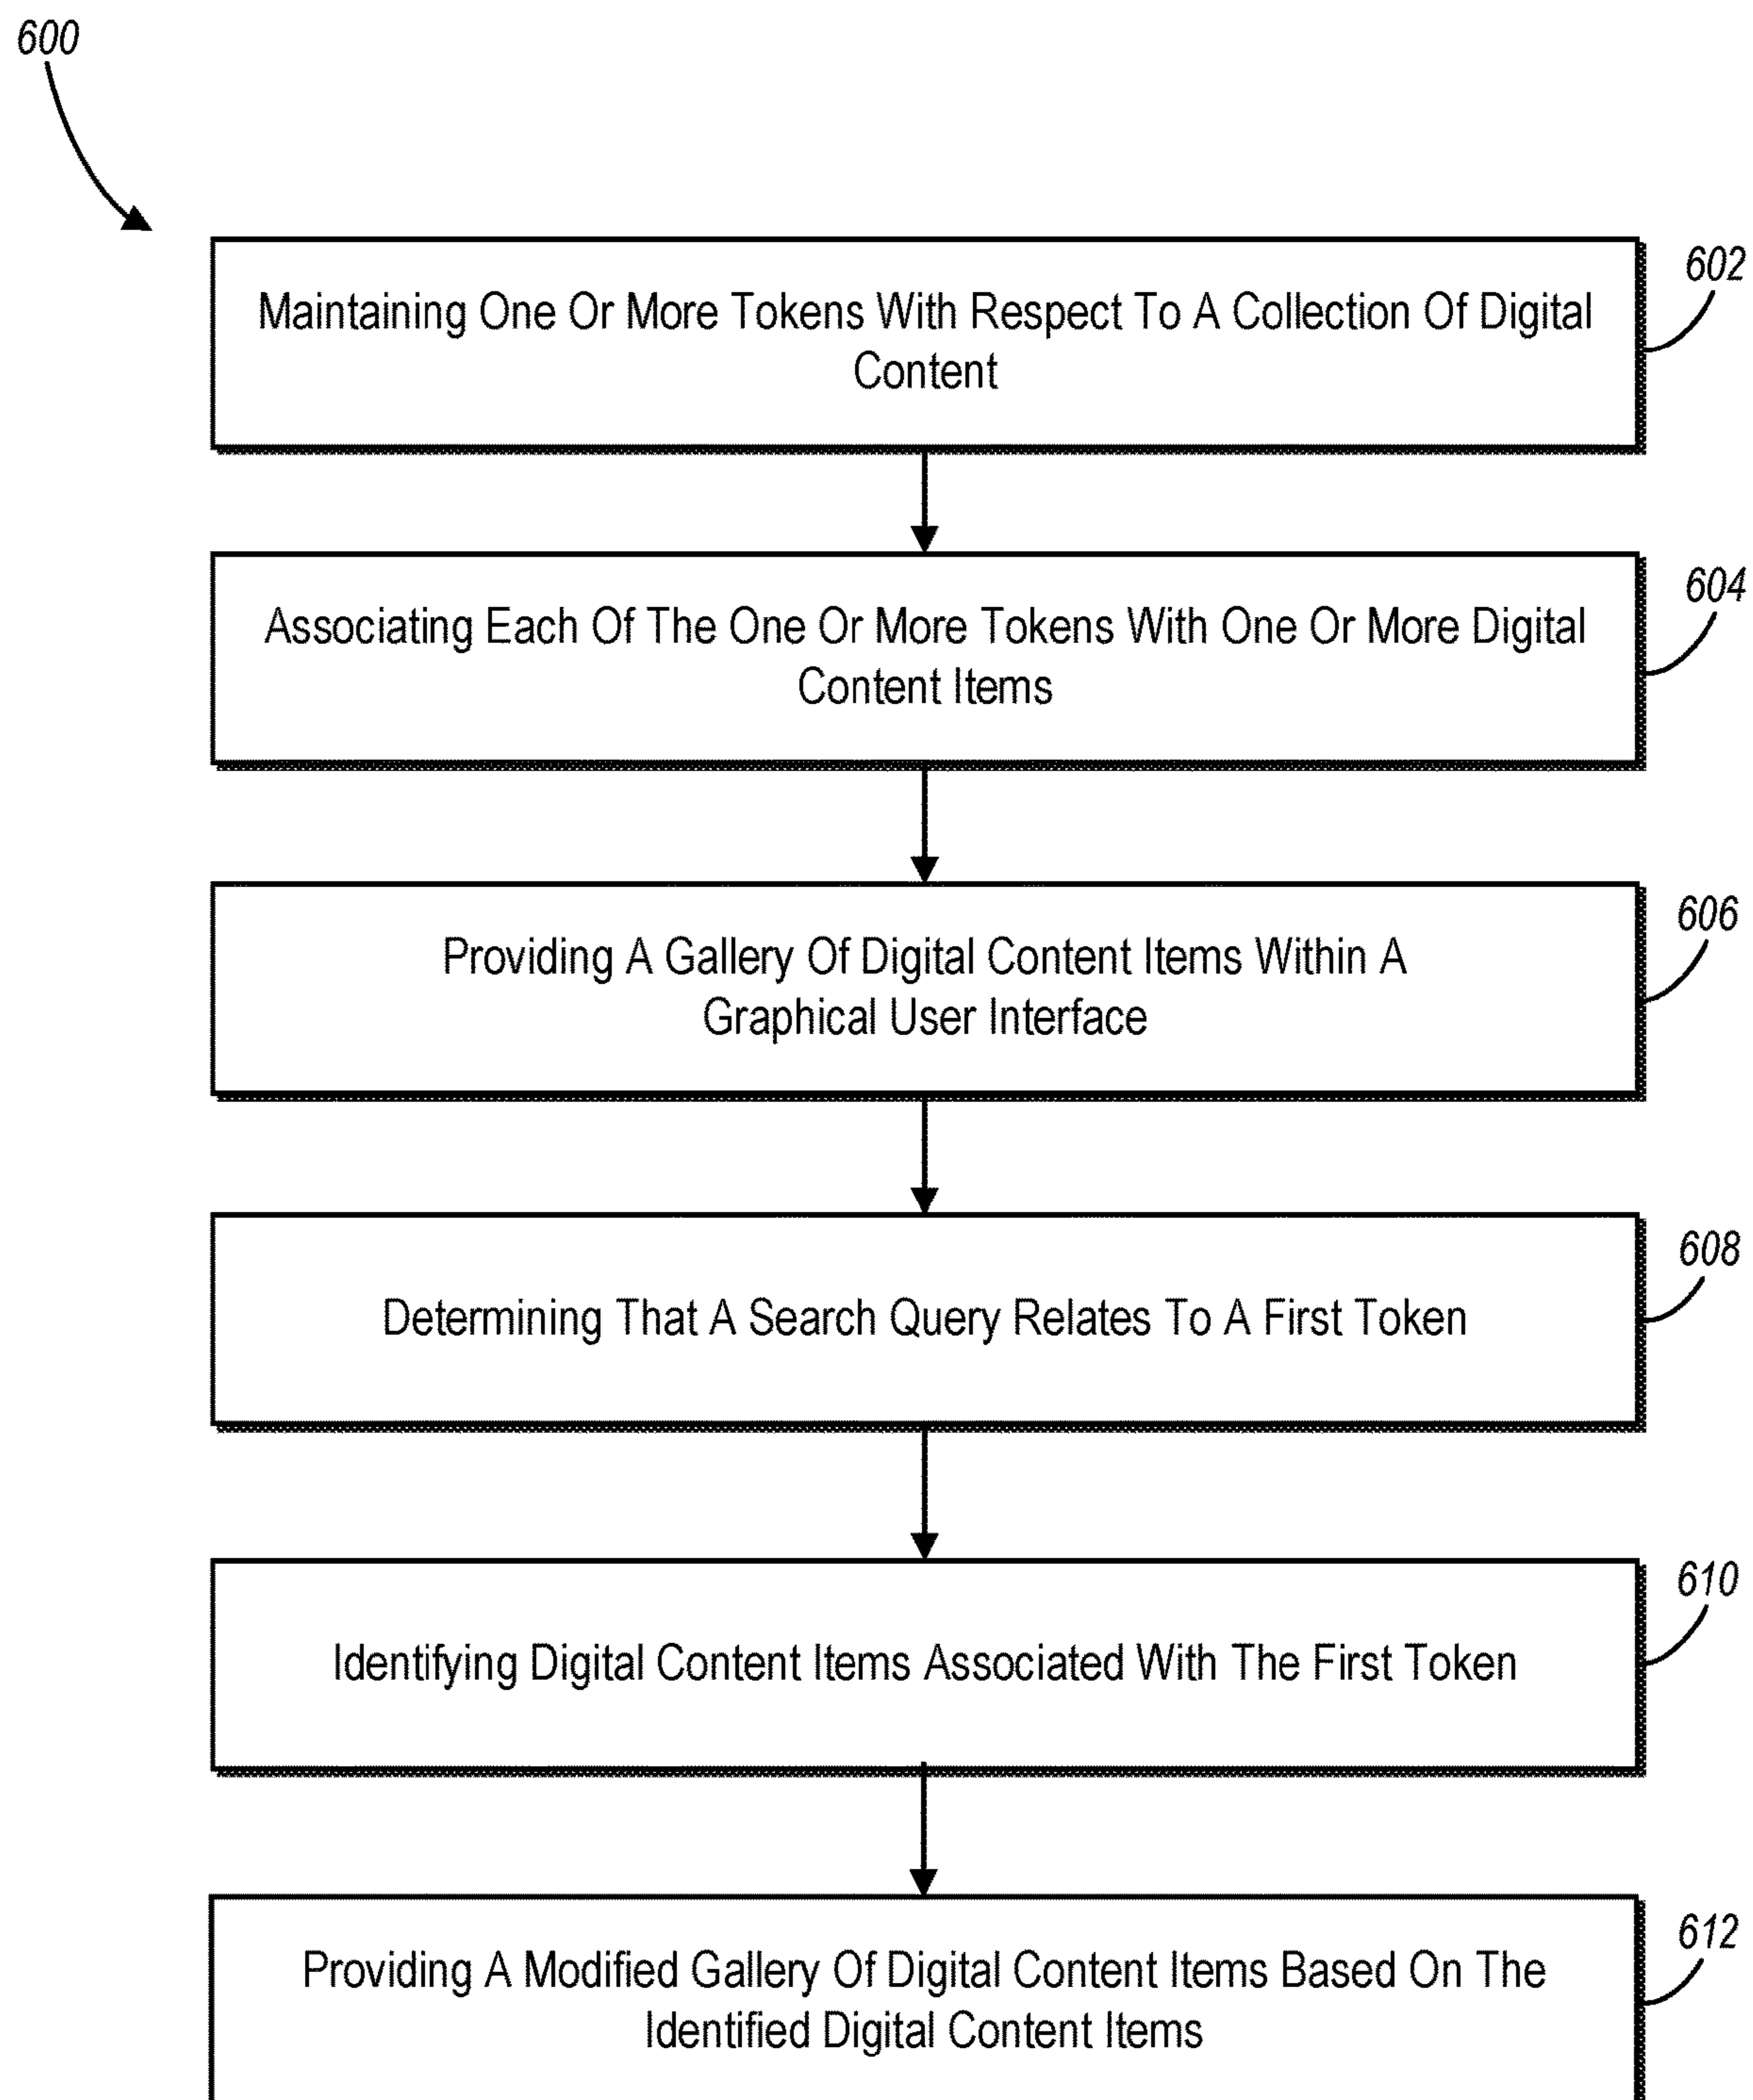 600
602
Maintaining One Or More Tokens With Respect To A Collection Of Digital
Content
604
Associating Each Of The One Or More Tokens With One Or More Digital
Content Items
606
Providing A Gallery Of Digital Content Items Within A
Graphical User Interface
608
Determining That A Search Query Relates To A First Token
610
Identifying Digital Content Items Associated With The First Token
612
Providing A Modified Gallery Of Digital Content Items Based On The
Identified Digital Content Items